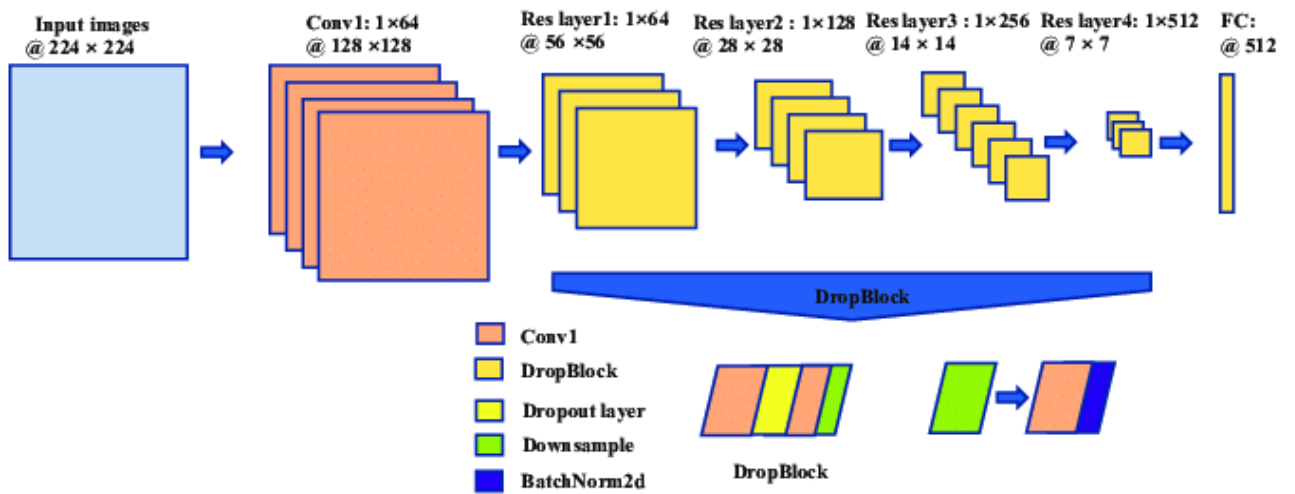 Input images
@ 224 × 224
Conv1: 1×64
@ 128 ×128
Res layer1: 1×64
@ 56 ×56
Res layer2 : 1×128
@ 28 × 28
Res layer3 : 1×256
@ 14 × 14
Res layer4: 1×512
@ 7 × 7
FC:
@ 512
DropBlock
Conv1
DropBlock
Dropout layer
Downsample
BatchNorm2d
DropBlock